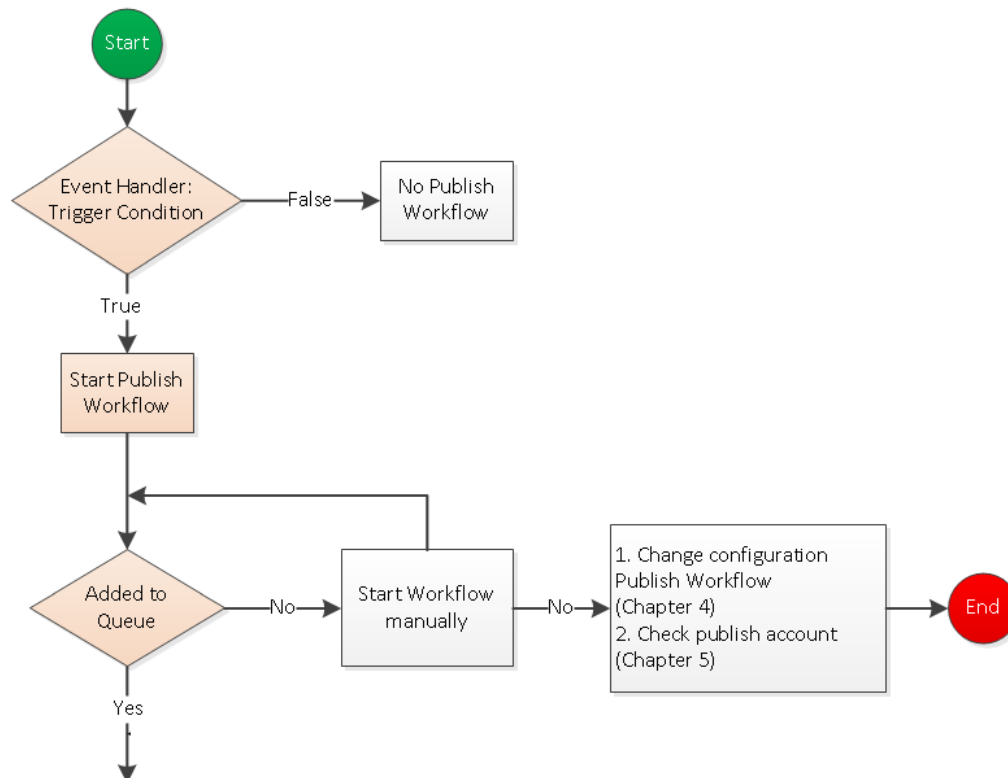 Start
Event Handler:
Trigger Condition
False
No Publish
Workflow
True
Start Publish
Workflow
Added to
Queue
No
Start Workflow
manually
No
1. Change configuration
Publish Workflow
(Chapter 4)
2. Check publish account
(Chapter 5)
End
Yes